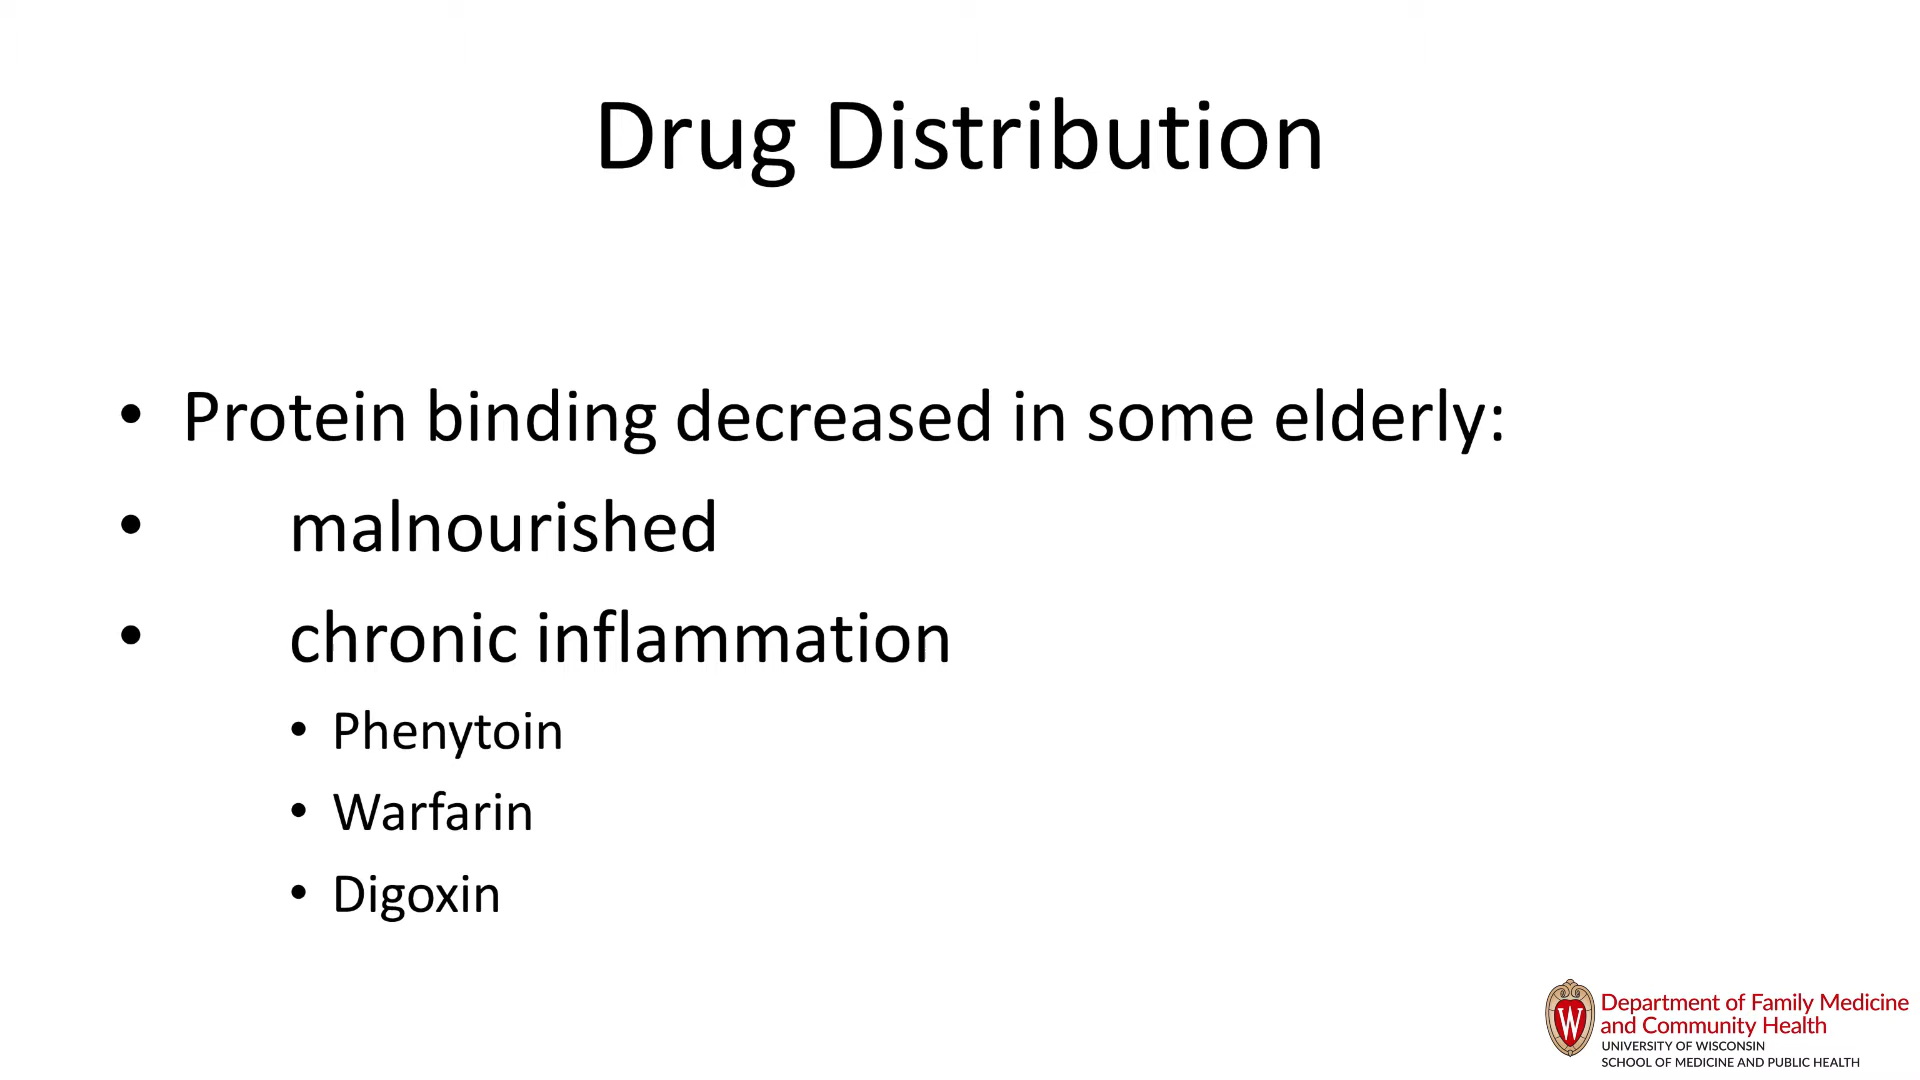 Drug Distribution
• Protein binding decreased in some elderly:
• malnourished
• chronic inflammation
• Phenytoin
• Warfarin
• Digoxin
W
Department of Family Medicine
and Community Health
UNIVERSITY OF WISCONSIN
SCHOOL OF MEDICINE AND PUBLIC HEALTH